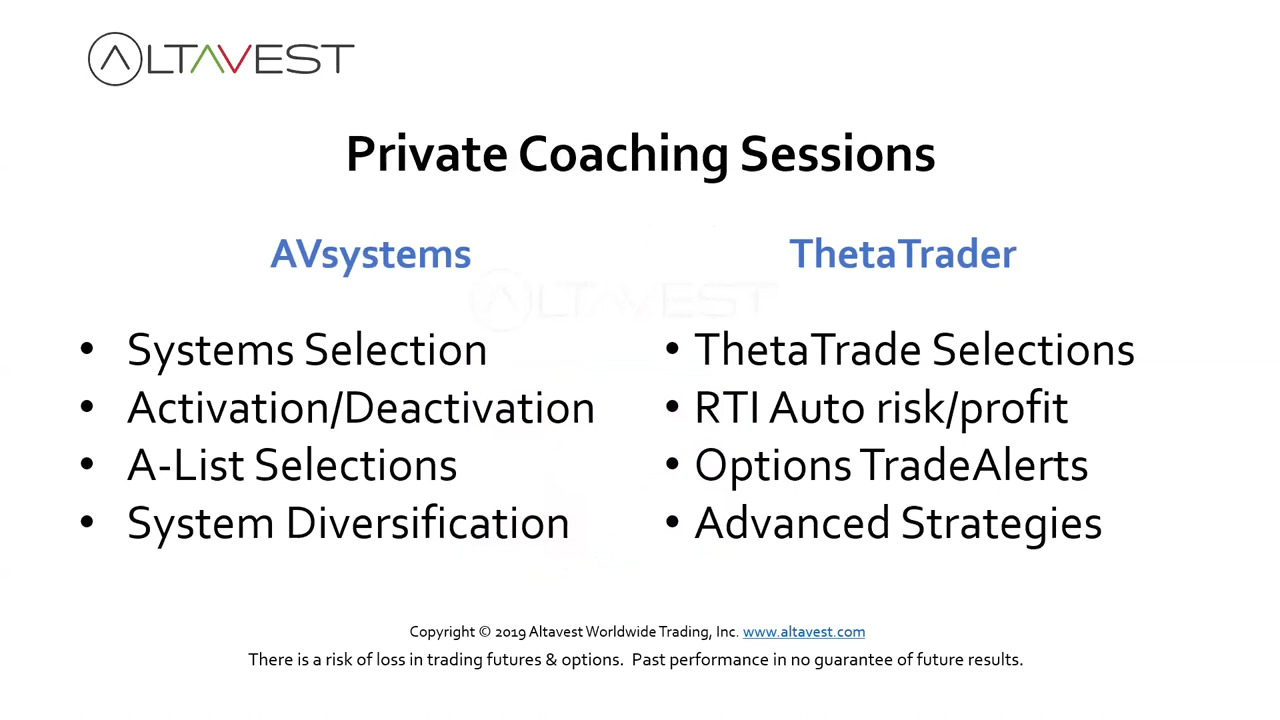 ALTAVEST
Private Coaching Sessions
AVsystems
• Systems Selection
• Activation/Deactivation
• A-List Selections
• System Diversification
ThetaTrader
• ThetaTrade Selections
• RTI Auto risk/profit
• Options TradeAlerts
• Advanced Strategies
ALTAVEST
Copyright © 2019 Altavest Worldwide Trading, Inc. www.altavest.com
There is a risk of loss in trading futures & options. Past performance in no guarantee of future results.